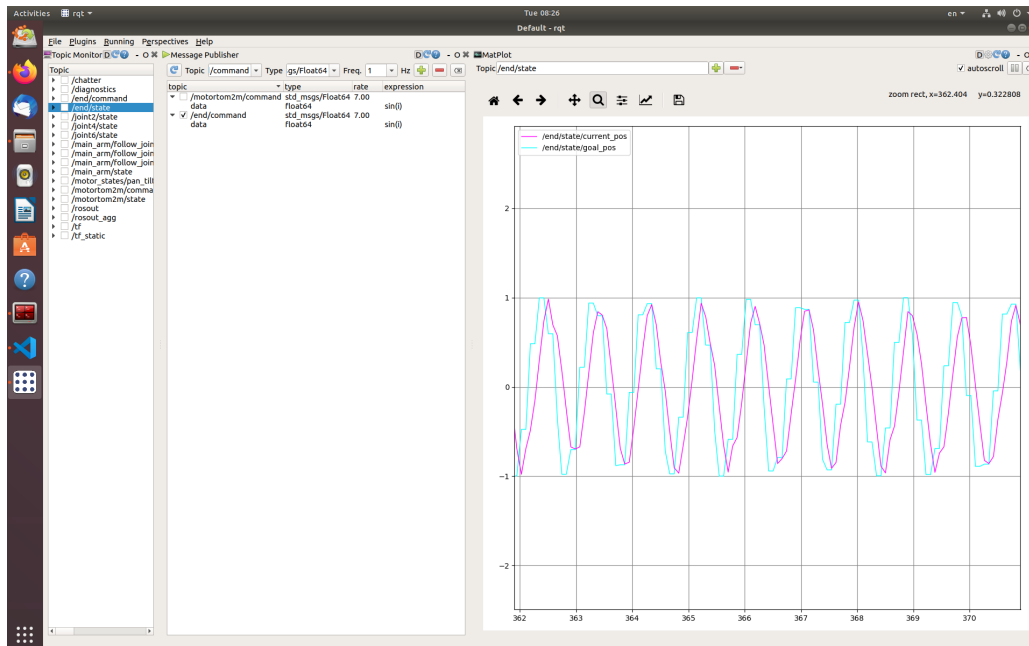 Activities rqt Tue 08:26 en
Default - rqt
File Plugins Running Perspectives Help
Topic Monitor D - O
Topic
/chatter
/diagnostics
/end/command
/end/state
/joint2/state
/joint4/state
/joint6/state
/main_arm/follow_join
/main_arm/follow_join
/main_arm/state
/motor_states/pan_till
/motortom2m/comma
/motortom2m/state
/rosout
/rosout_agg
/tf
/tf_static
Message Publisher D - O
Topic /command Type gs/Float64 Freq. 1 Hz
topic type rate expression
/motortom2m/command std_msgs/Float64 7.00
data float64 sin(i)
/end/command std_msgs/Float64 7.00
data float64 sin(i)
MatPlot D - O
Topic /end/state autoscroll
zoom rect, x=362.404 y=0.322808
/end/state/current_pos
/end/state/goal_pos
2
1
0
−1
−2
362 363 364 365 366 367 368 369 370